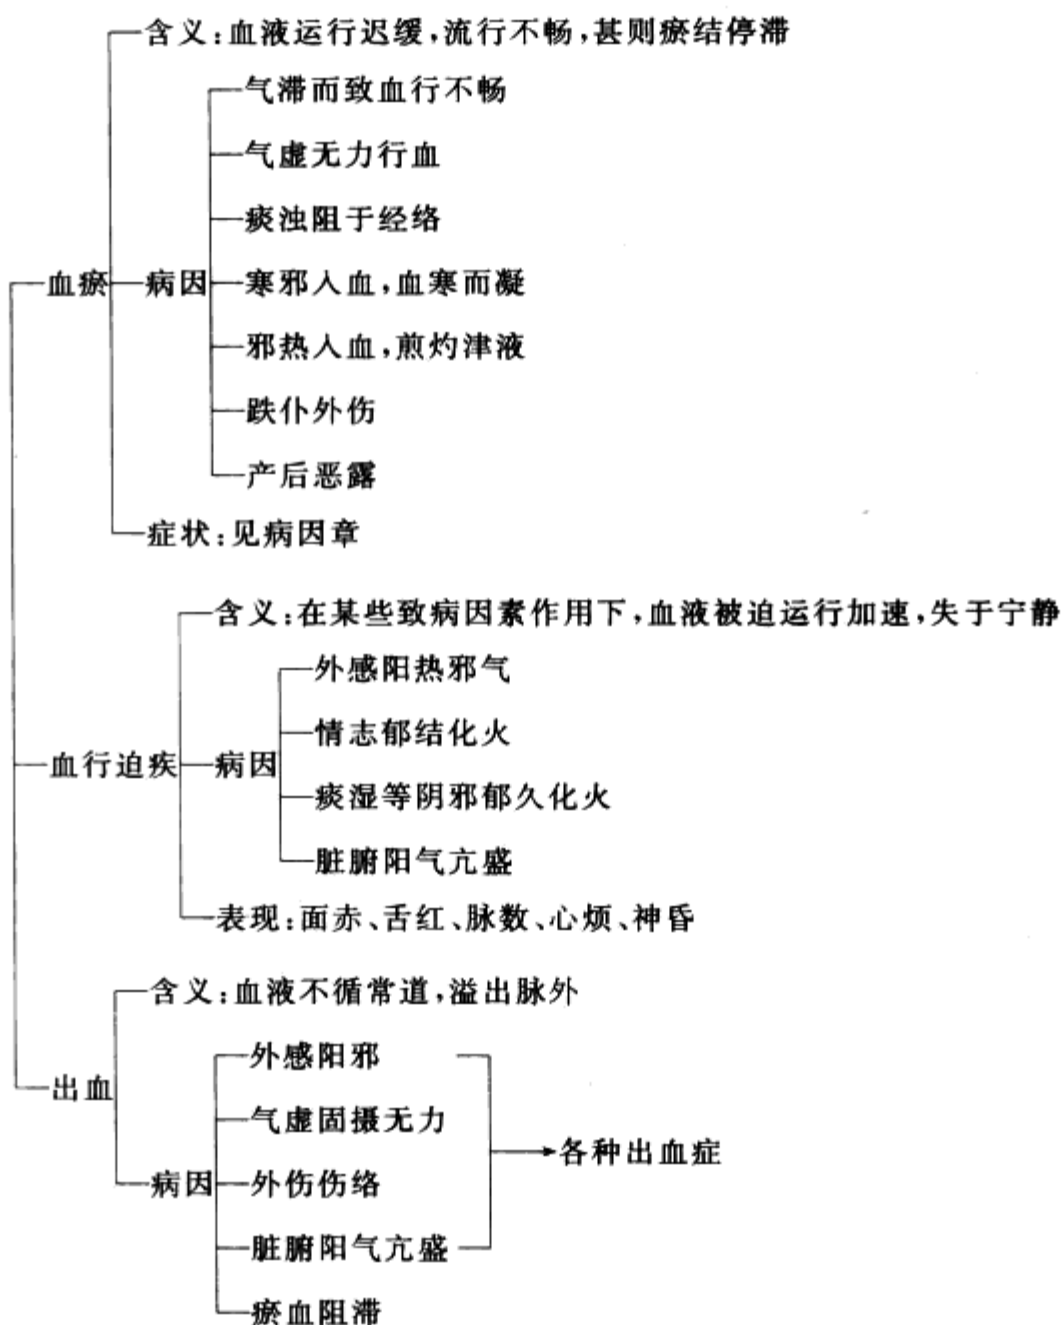 含义：血液运行迟缓，流行不畅，甚则瘀结停滞
气滞而致血行不畅
气虚无力行血
痰浊阻于经络
血瘀
病因
寒邪人血，血寒而凝
邪热人血，煎灼津液
跌仆外伤
产后恶露
症状：见病因章
含义：在某些致病因素作用下，血液被迫运行加速，失于宁静
外感阳热邪气
情志郁结化火
血行迫疾
病因
痰湿等阴邪郁久化火
脏腑阳气亢盛
表现：面赤、舌红、脉数、心烦、神昏
含义：血液不循常道，溢出脉外
外感阳邪
出血
气虚固摄无力
各种出血症
病因
外伤伤络
脏腑阳气亢盛
瘀血阻滞